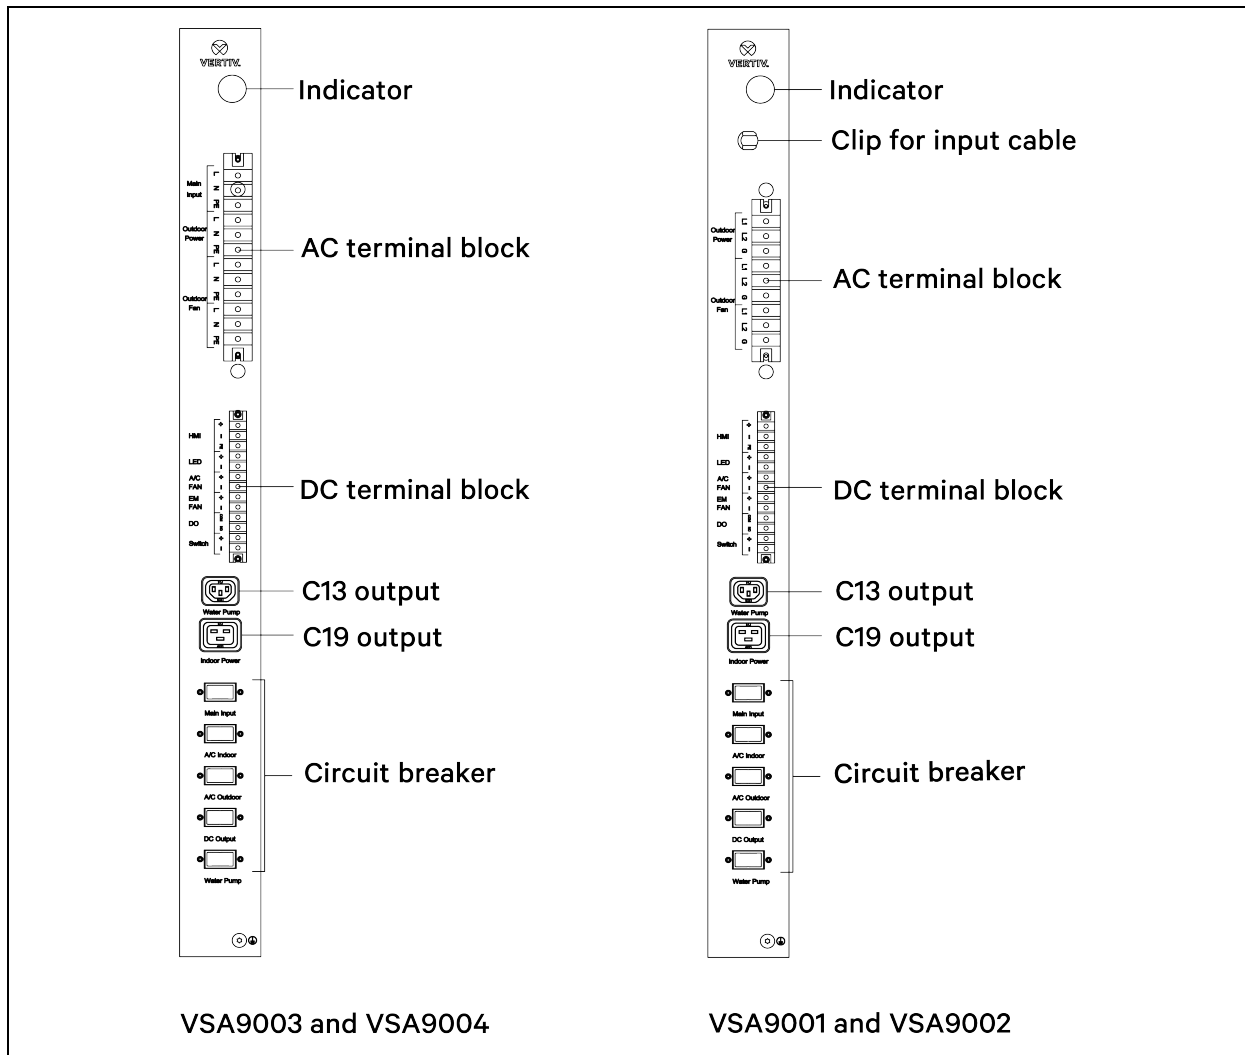 VERTIV.
Indicator
Main
Input
L
N
PE
Outdoor
Power
L
N
PE
AC terminal block
L
N
PE
Outdoor
Fan
L
N
PE
HMI
+
−
PE
LED
+
−
A/C
FAN
+
−
DC terminal block
EM
FAN
+
−
DO
Switch
+
−
C13 output
Water Pump
C19 output
Indoor Power
Main Input
A/C Indoor
Circuit breaker
A/C Outdoor
DC Output
Water Pump
VSA9003 and VSA9004
VERTIV.
Indicator
Clip for input cable
Outdoor
Power
L1
L2
G
L1
L2
G
AC terminal block
Outdoor
Fan
L1
L2
G
HMI
+
−
PE
LED
+
−
A/C
FAN
+
−
DC terminal block
EM
FAN
+
−
DO
Switch
+
−
C13 output
Water Pump
C19 output
Indoor Power
Main Input
A/C Indoor
Circuit breaker
A/C Outdoor
DC Output
Water Pump
VSA9001 and VSA9002